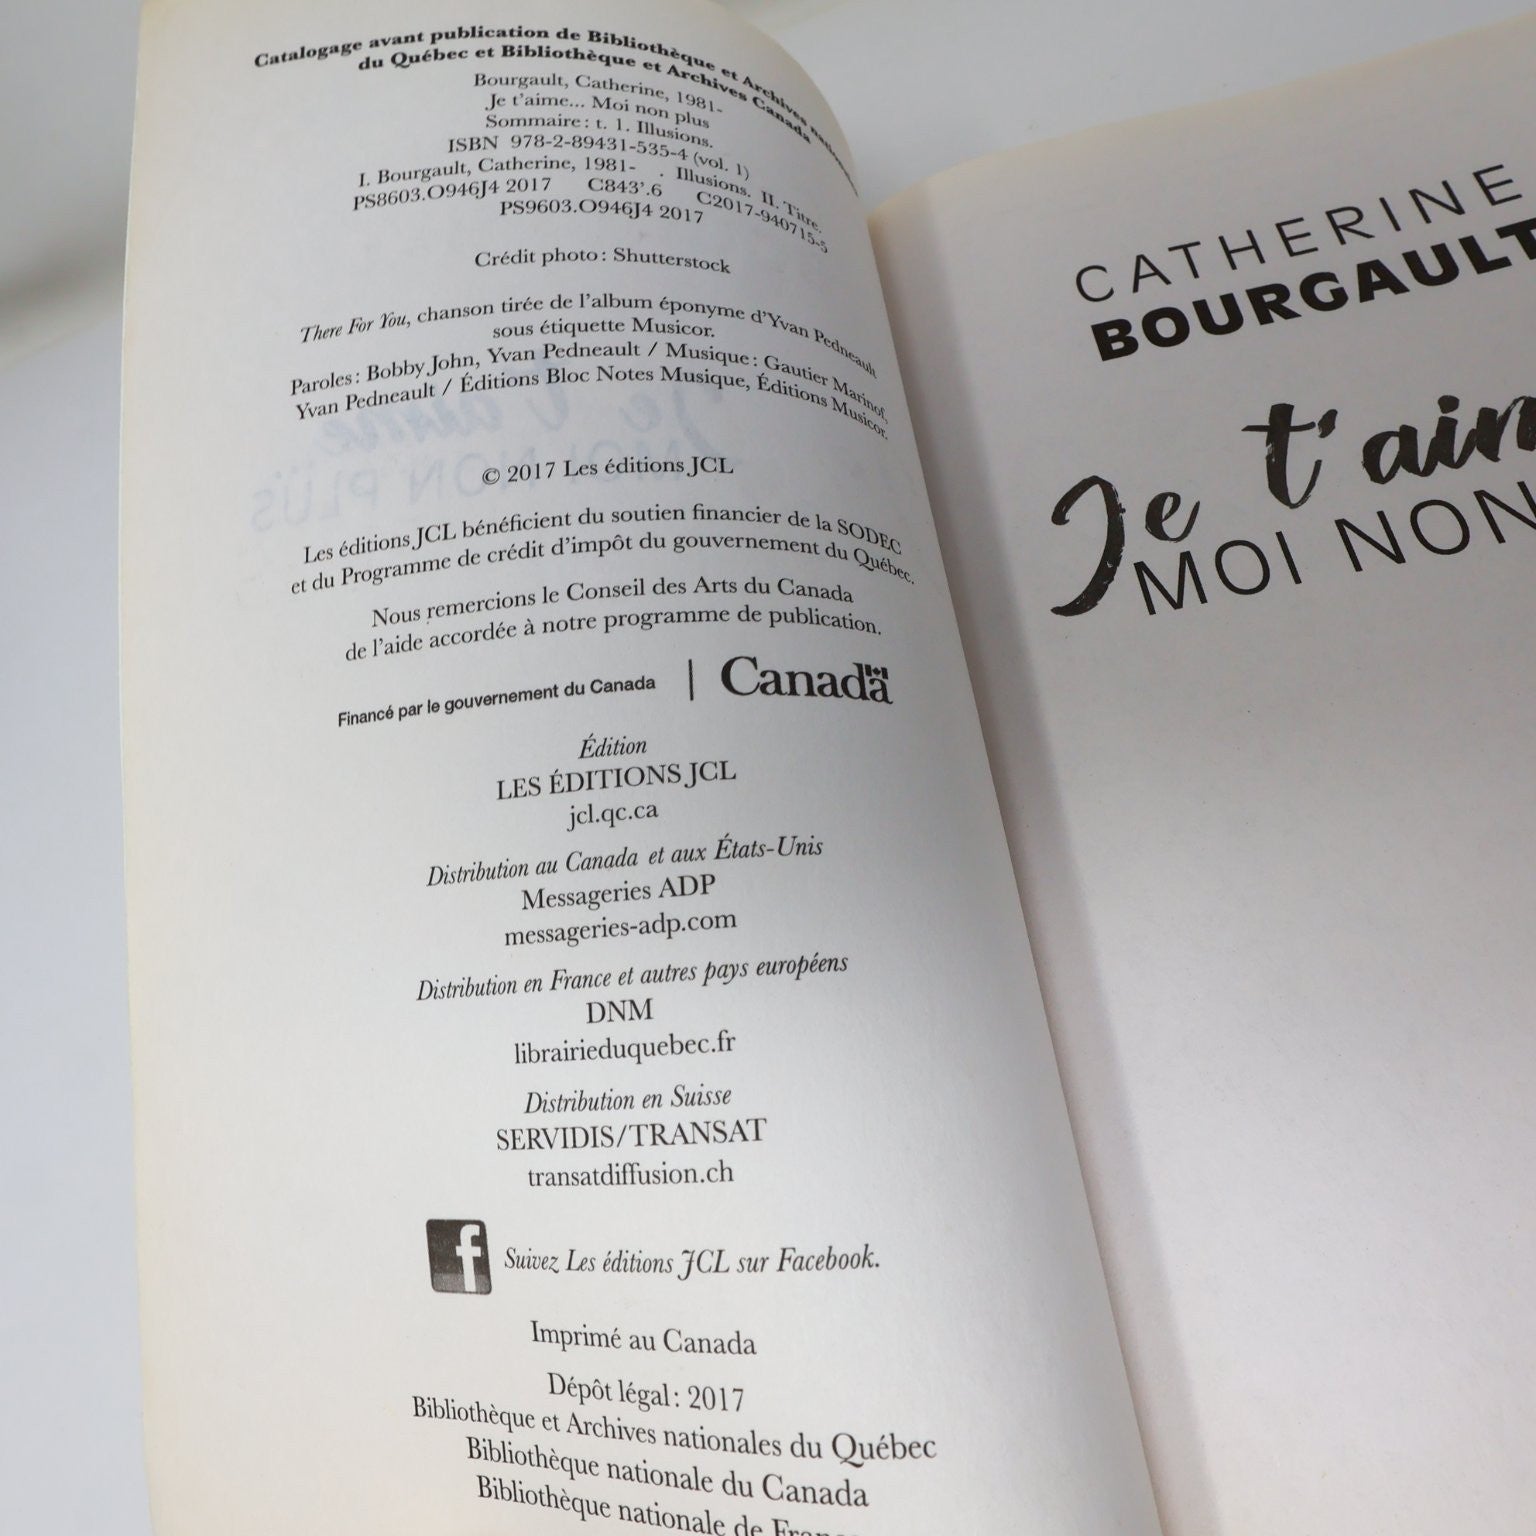 Catalogage avant publication de Bibliothèque et Archives nationales
du Québec et Bibliothèque et Archives Canada
Bourgault, Catherine, 1981-
Je t'aime... Moi non plus
Sommaire : t. 1. Illusions.
ISBN 978-2-89431-535-4 (vol. 1)
I. Bourgault, Catherine, 1981- . Illusions. II. Titre.
PS8603.O946J4 2017 C843'.6 C2017-940715-5
PS9603.O946J4 2017
Crédit photo : Shutterstock
There For You, chanson tirée de l'album éponyme d'Yvan Pedneault
sous étiquette Musicor.
Paroles : Bobby John, Yvan Pedneault / Musique : Gautier Marinof,
Yvan Pedneault / Éditions Bloc Notes Musique, Éditions Musicor.
© 2017 Les éditions JCL
Les éditions JCL bénéficient du soutien financier de la SODEC
et du Programme de crédit d'impôt du gouvernement du Québec.
Nous remercions le Conseil des Arts du Canada
de l'aide accordée à notre programme de publication.
Financé par le gouvernement du Canada | Canada
Édition
LES ÉDITIONS JCL
jcl.qc.ca
Distribution au Canada et aux États-Unis
Messageries ADP
messageries-adp.com
Distribution en France et autres pays européens
DNM
librairieduquebec.fr
Distribution en Suisse
SERVIDIS/TRANSAT
transatdiffusion.ch
f Suivez Les éditions JCL sur Facebook.
Imprimé au Canada
Dépôt légal : 2017
Bibliothèque et Archives nationales du Québec
Bibliothèque nationale du Canada
Bibliothèque nationale de
CATHERINE
BOURGAULT
Je t'aim
MOI NON